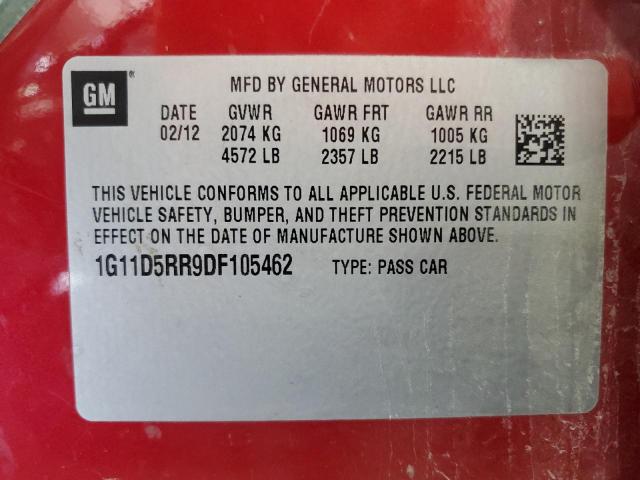 GM®
MFD BY GENERAL MOTORS LLC
DATE GVWR GAWR FRT GAWR RR
02/12 2074 KG 1069 KG 1005 KG
4572 LB 2357 LB 2215 LB
THIS VEHICLE CONFORMS TO ALL APPLICABLE U.S. FEDERAL MOTOR
VEHICLE SAFETY, BUMPER, AND THEFT PREVENTION STANDARDS IN
EFFECT ON THE DATE OF MANUFACTURE SHOWN ABOVE.
1G11D5RR9DF105462 TYPE: PASS CAR